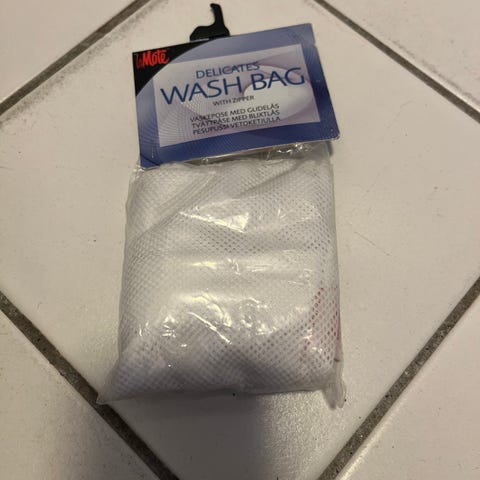 laMote
DELICATES
WASH BAG
WITH ZIPPER
VASKEPOSE MED GLIDELÅS
TVÄTTPÅSE MED BLIXTLÅS
PESUPUSSI VETOKETJULLA